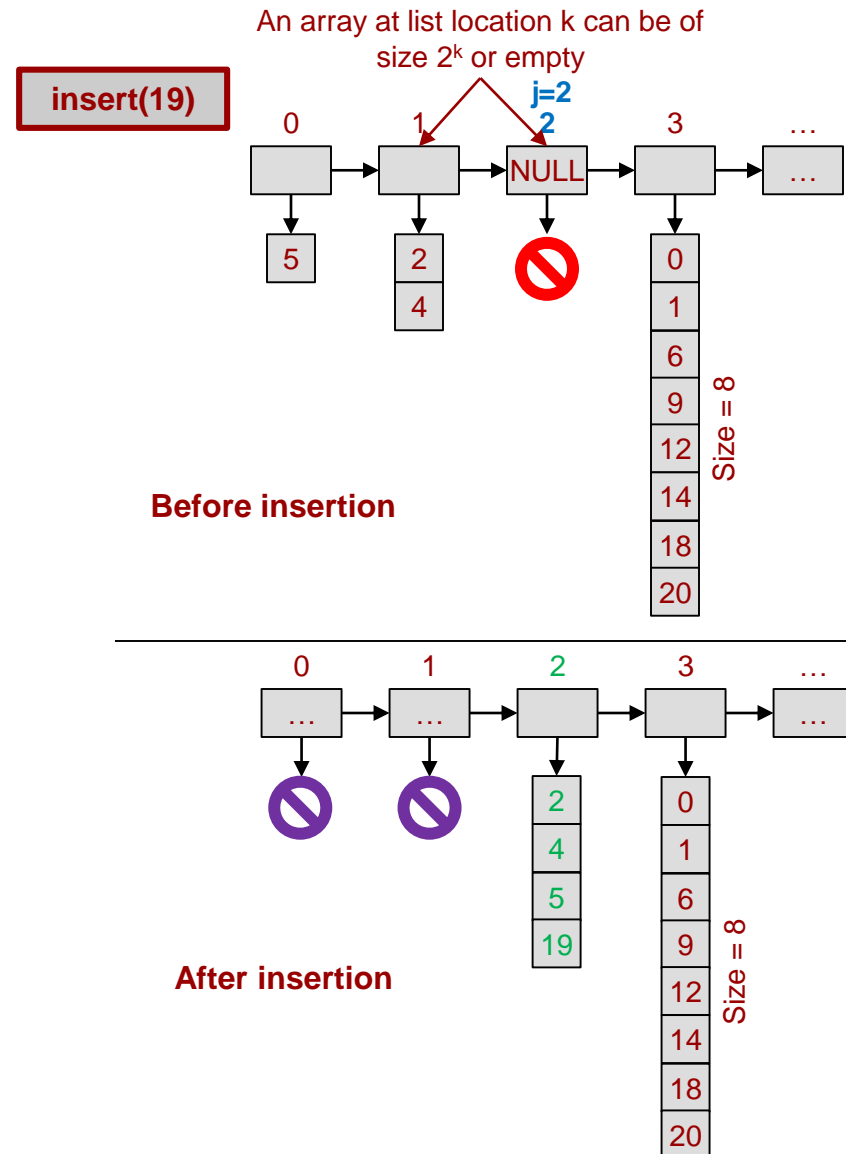 An array at list location k can be of
size 2ᵏ or empty
insert(19)
j=2
0 1 2 3 …
NULL …
5 2 0
4 1
6
9
12
14
18
20
Size = 8
Before insertion
0 1 2 3 …
… … …
2 0
4 1
5 6
19 9
12
14
18
20
Size = 8
After insertion